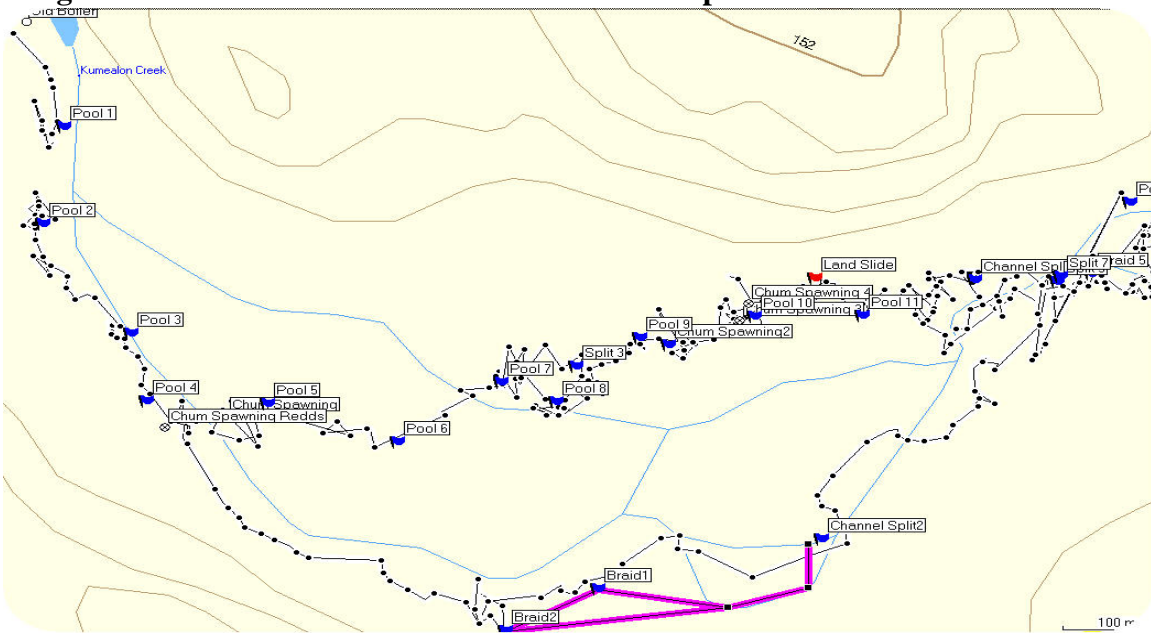 Old Boiler
152
Kumealon Creek
Pool 1
Pool 2
Land Slide
Split 7
Braid 5
Chum Spawning 4
Pool 10
Pool 11
Pool 3
Pool 9
Chum Spawning2
Split 3
Pool 7
Pool 4
Pool 5
Pool 8
Chum Spawning
Chum Spawning Redds
Pool 6
Channel Split2
Braid1
Braid2
100 m